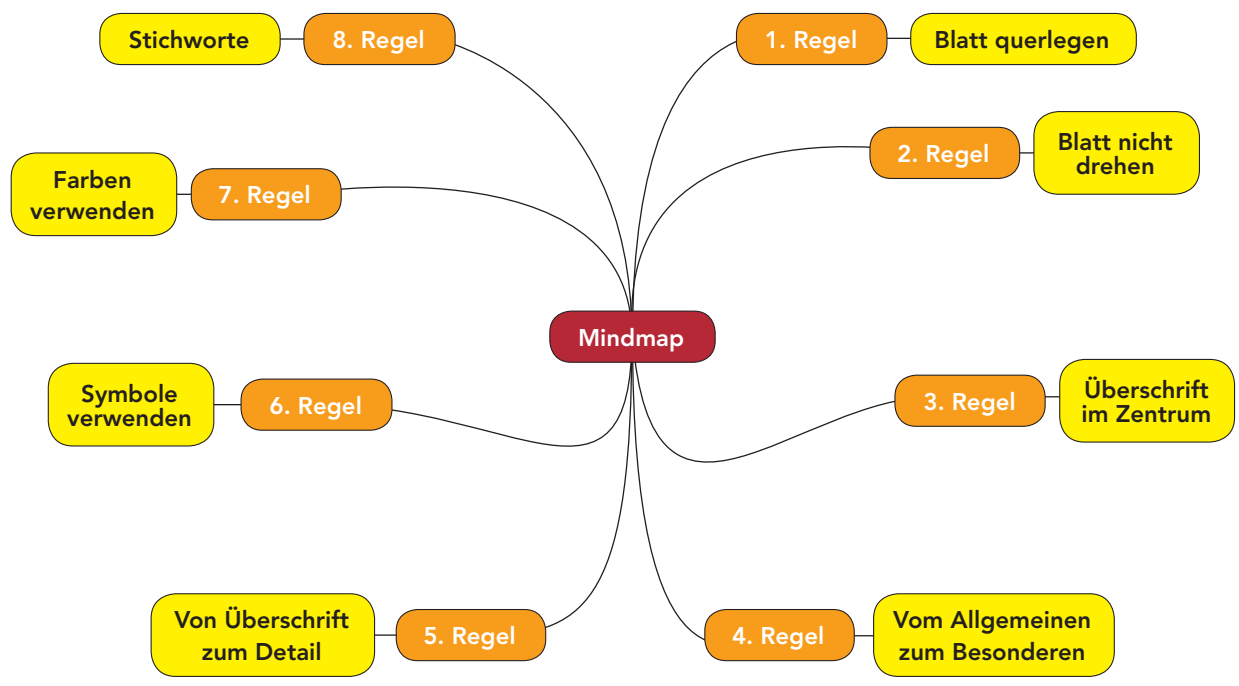 Mindmap
1. Regel
Blatt querlegen
2. Regel
Blatt nicht
drehen
3. Regel
Überschrift
im Zentrum
4. Regel
Vom Allgemeinen
zum Besonderen
5. Regel
Von Überschrift
zum Detail
6. Regel
Symbole
verwenden
7. Regel
Farben
verwenden
8. Regel
Stichworte